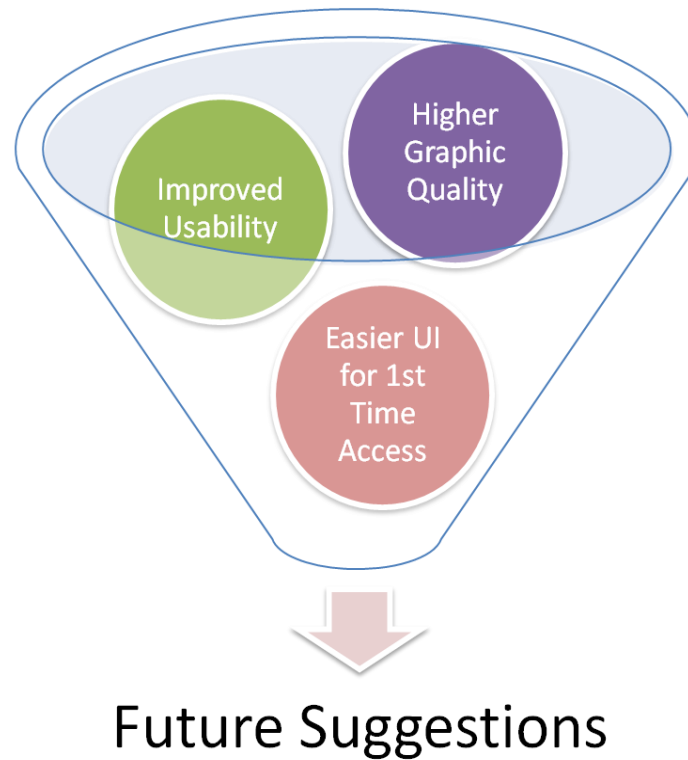 Higher
Graphic
Quality
Improved
Usability
Easier UI
for 1st
Time
Access
Future Suggestions